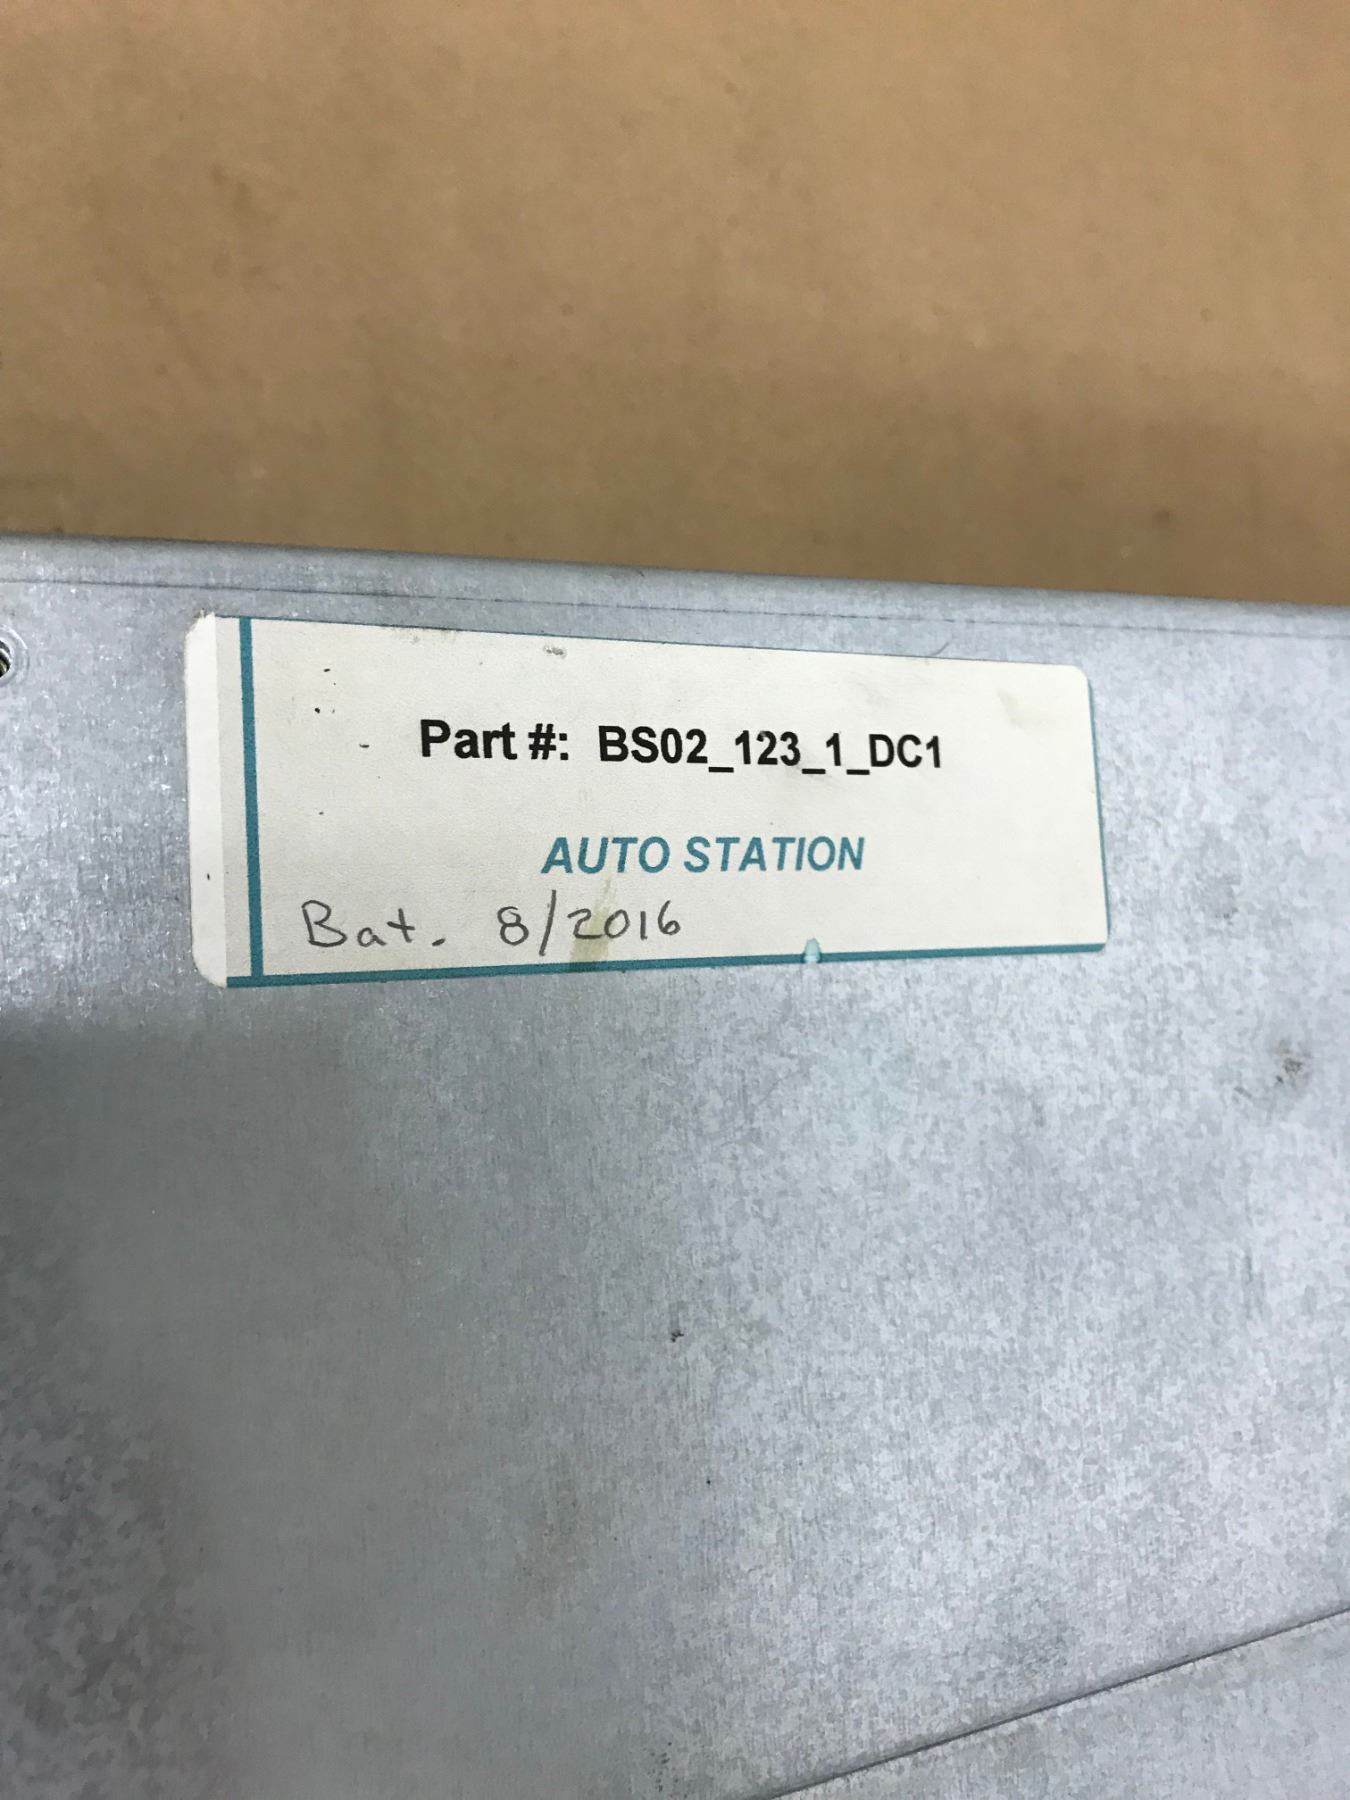 Part #: BS02_123_1_DC1
AUTO STATION
Bat. 8/2016